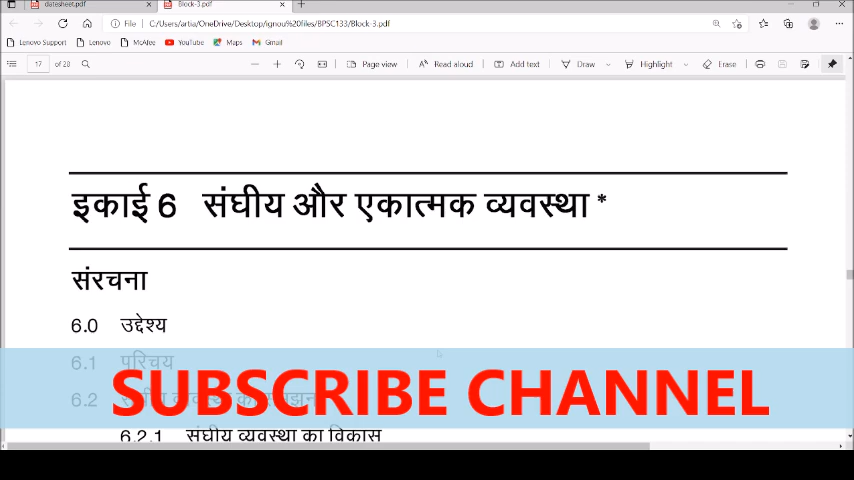 datesheet.pdf
Block-3.pdf
File
C:/Users/artia/OneDrive/Desktop/ignou%20files/BPSC133/Block-3.pdf
Lenovo Support
Lenovo
McAfee
YouTube
Maps
Gmail
17 of 28
Page view
Read aloud
Add text
Draw
Highlight
Erase
इकाई 6 संघीय और एकात्मक व्यवस्था *
संरचना
6.0 उद्देश्य
6.1 परिचय
6.2
SUBSCRIBE CHANNEL
6.2.1 संघीय व्यवस्था का विकास